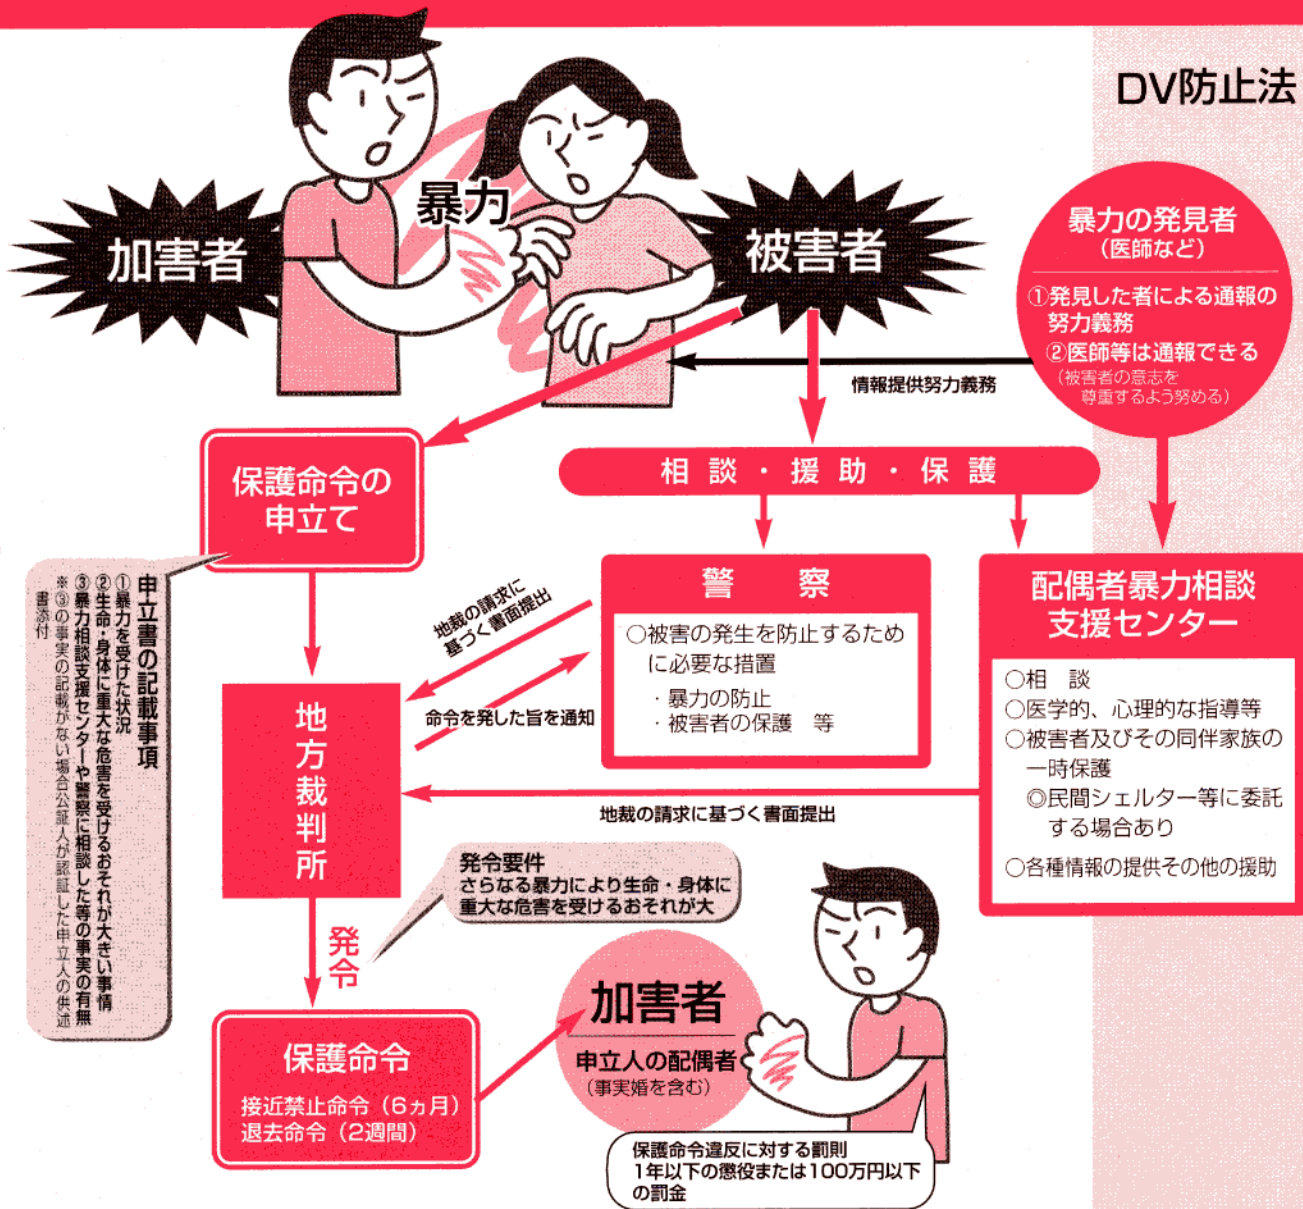 DV防止法
加害者
暴力
被害者
暴力の発見者
(医師など)
①発見した者による通報の
努力義務
②医師等は通報できる
(被害者の意志を
尊重するよう努める)
情報提供努力義務
保護命令の
申立て
相談・援助・保護
申立書の記載事項
①暴力を受けた状況
②生命・身体に重大な危害を受けるおそれが大きい事情
③暴力相談支援センターや警察に相談した等の事実の有無
※③の事実の記載がない場合公証人が認証した申立人の供述
書添付
地裁の請求に
基づく書面提出
警察
○被害の発生を防止するため
に必要な措置
・暴力の防止
・被害者の保護 等
配偶者暴力相談
支援センター
○相 談
○医学的、心理的な指導等
○被害者及びその同伴家族の
一時保護
◎民間シェルター等に委託
する場合あり
○各種情報の提供その他の援助
地方裁判所
命令を発した旨を通知
地裁の請求に基づく書面提出
発令要件
さらなる暴力により生命・身体に
重大な危害を受けるおそれが大
発令
保護命令
接近禁止命令(6ヵ月)
退去命令(2週間)
加害者
申立人の配偶者
(事実婚を含む)
保護命令違反に対する罰則
1年以下の懲役または100万円以下
の罰金